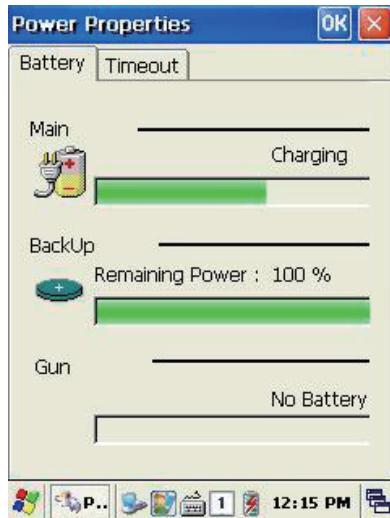 Power Properties OK
Battery Timeout
Main
Charging
BackUp
Remaining Power : 100 %
Gun
No Battery
P.. 1 12:15 PM